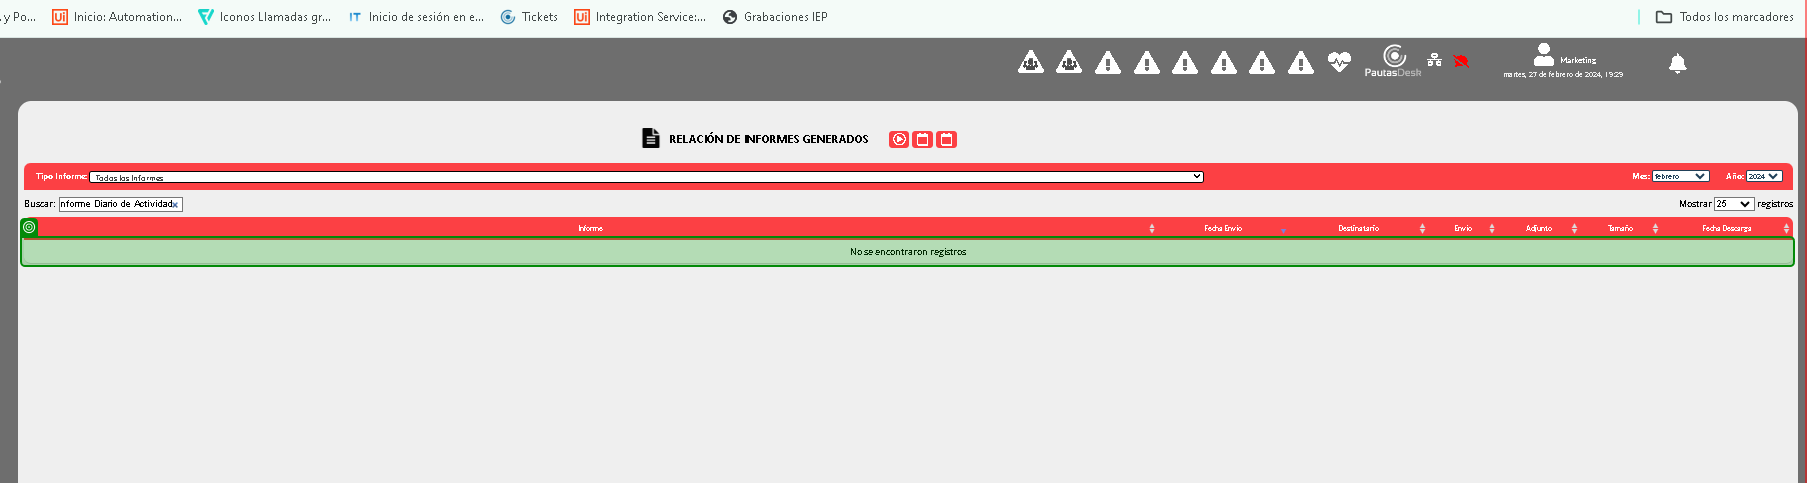 y Po... Inicio: Automation... Iconos Llamadas gr... IT Inicio de sesión en e... Tickets Integration Service:... Grabaciones IEP Todos los marcadores
PautasDesk Marketing
martes, 27 de febrero de 2024, 19:29
RELACIÓN DE INFORMES GENERADOS
Tipo Informe: Todos los Informes Mes: febrero Año: 2024
Buscar: nforme Diario de Actividad x Mostrar 25 registros
Informe Fecha Envio Destinatario Envio Adjunto Tamaño Fecha Descarga
No se encontraron registros